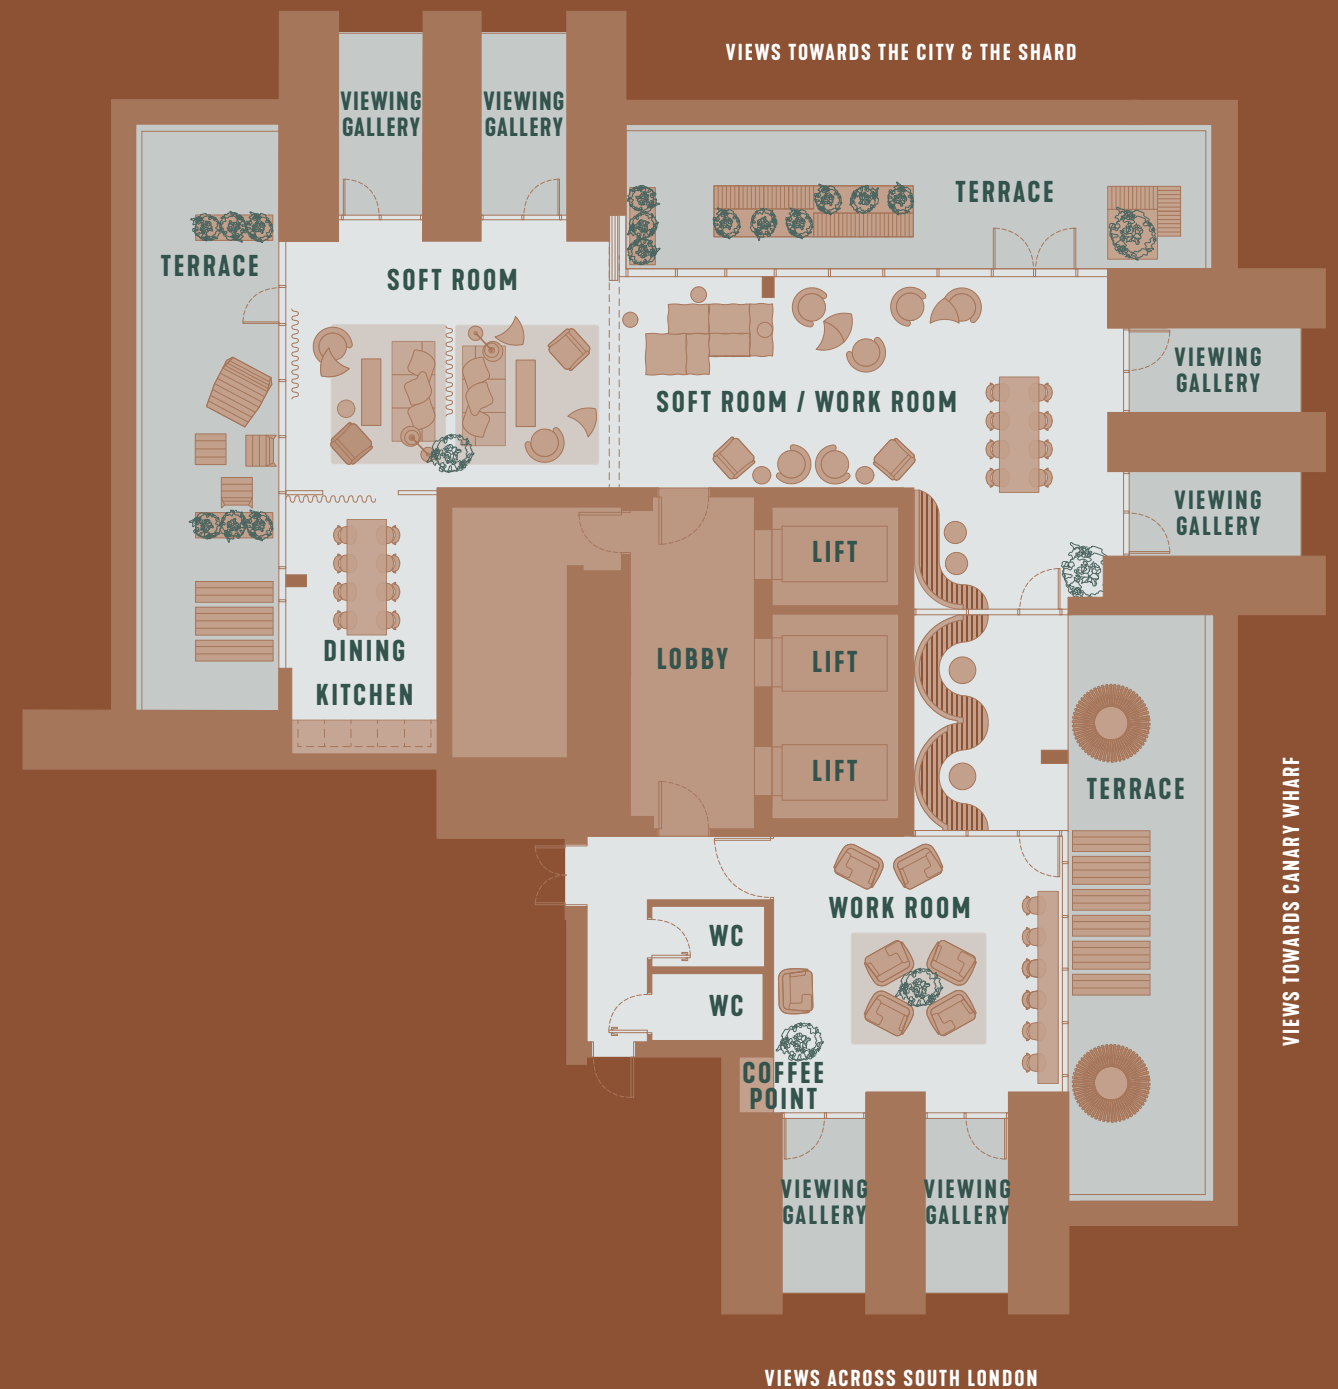 VIEWS TOWARDS THE CITY & THE SHARD
VIEWING
GALLERY
VIEWING
GALLERY
TERRACE
TERRACE
SOFT ROOM
VIEWING
GALLERY
SOFT ROOM / WORK ROOM
VIEWING
GALLERY
LIFT
DINING
KITCHEN
LOBBY
LIFT
LIFT
TERRACE
VIEWS TOWARDS CANARY WHARF
WORK ROOM
WC
WC
COFFEE
POINT
VIEWING
GALLERY
VIEWING
GALLERY
VIEWS ACROSS SOUTH LONDON